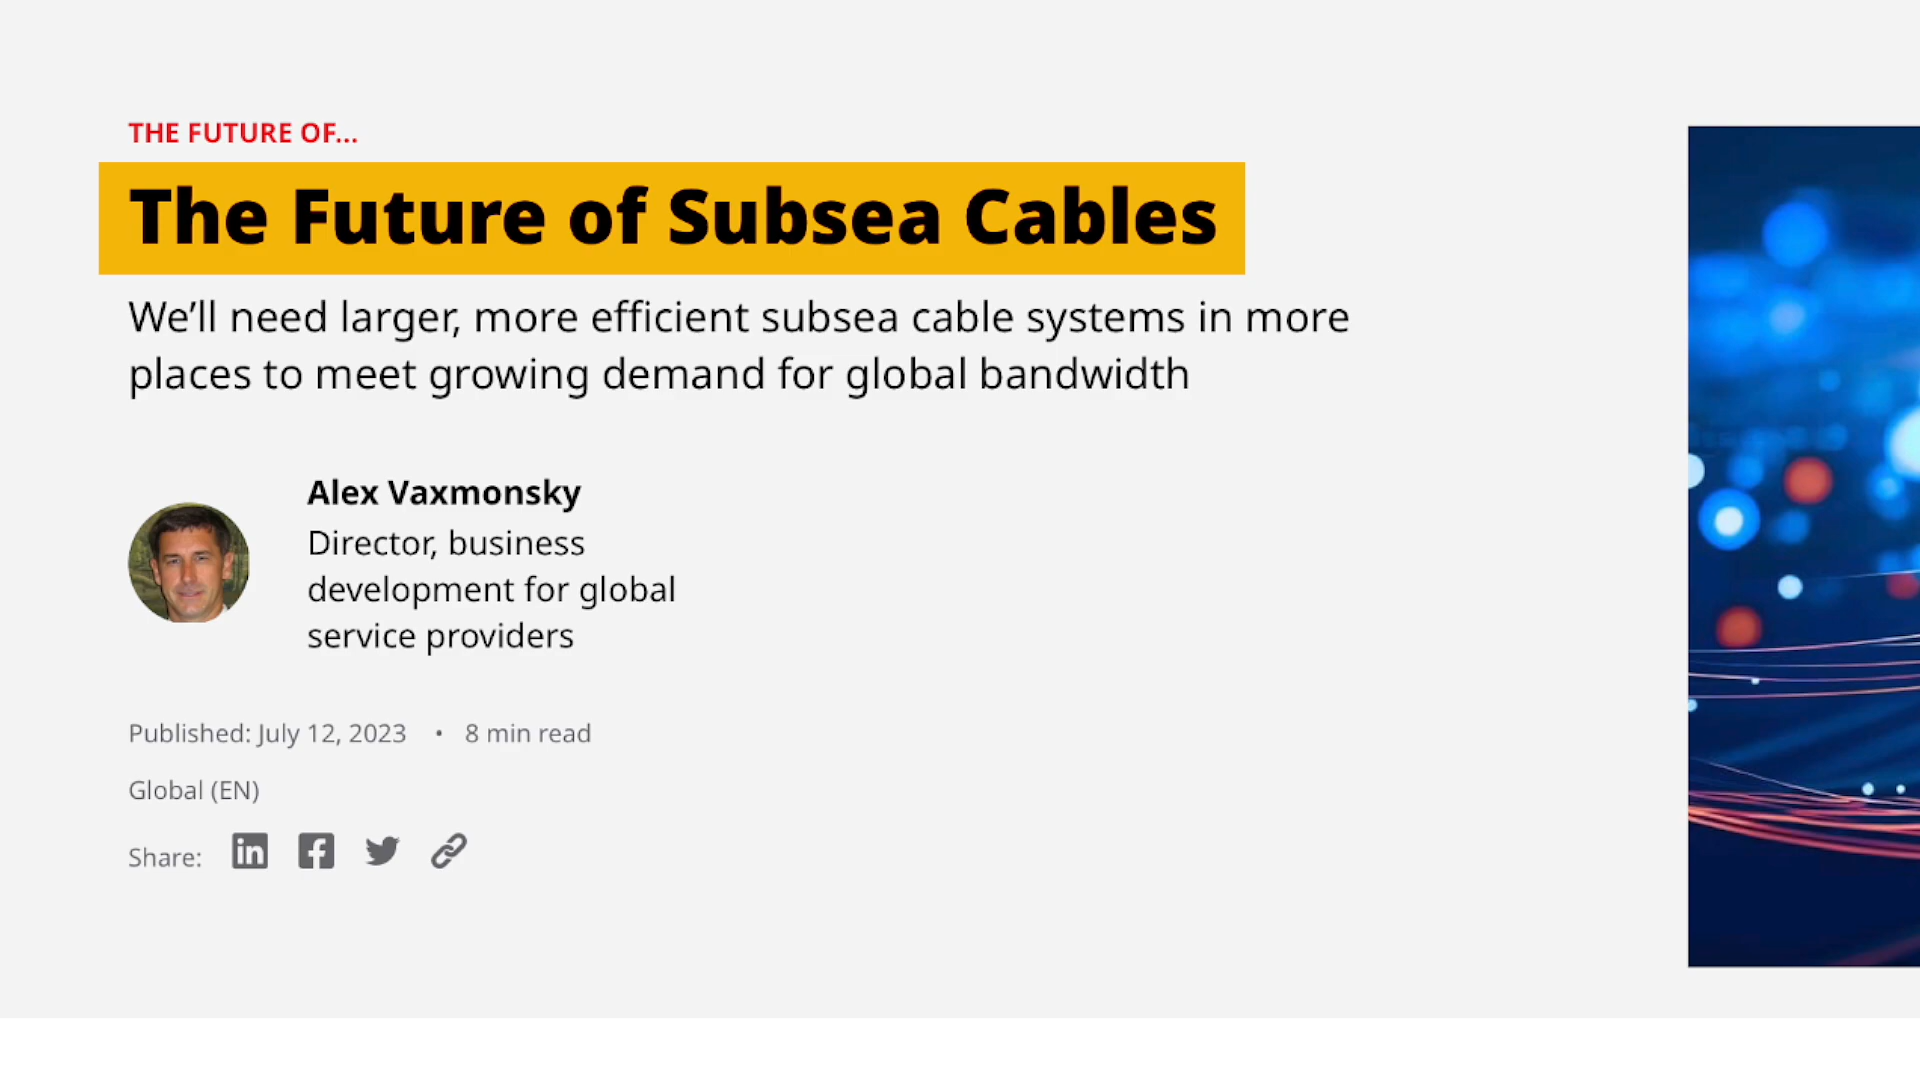 THE FUTURE OF...
The Future of Subsea Cables
We’ll need larger, more efficient subsea cable systems in more
places to meet growing demand for global bandwidth
Alex Vaxmonsky
Director, business
development for global
service providers
Published: July 12, 2023 • 8 min read
Global (EN)
Share: